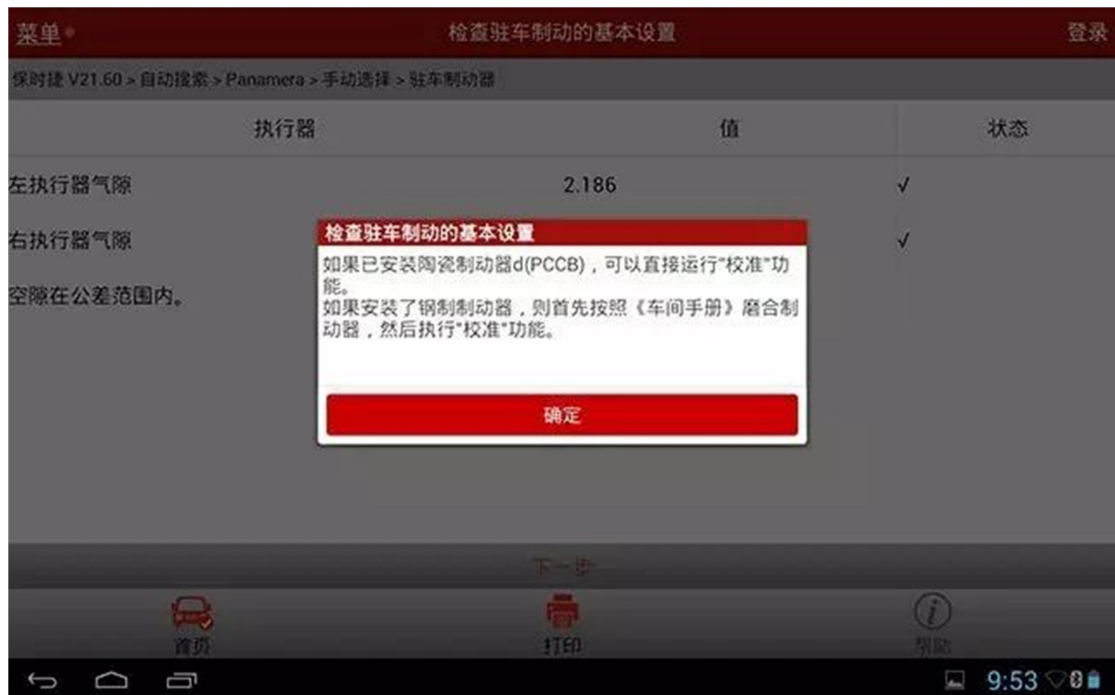 菜单
检查驻车制动的基本设置
登录
保时捷 V21.60 > 自动搜索 > Panamera > 手动选择 > 驻车制动器
执行器 值 状态
左执行器气隙 2.186 √
右执行器气隙 √
空隙在公差范围内。
检查驻车制动的基本设置
如果已安装陶瓷制动器d(PCCB)，可以直接运行"校准"功
能。
如果安装了钢制制动器，则首先按照《车间手册》磨合制
动器，然后执行"校准"功能。
确定
下一步
首页 打印 帮助
9:53